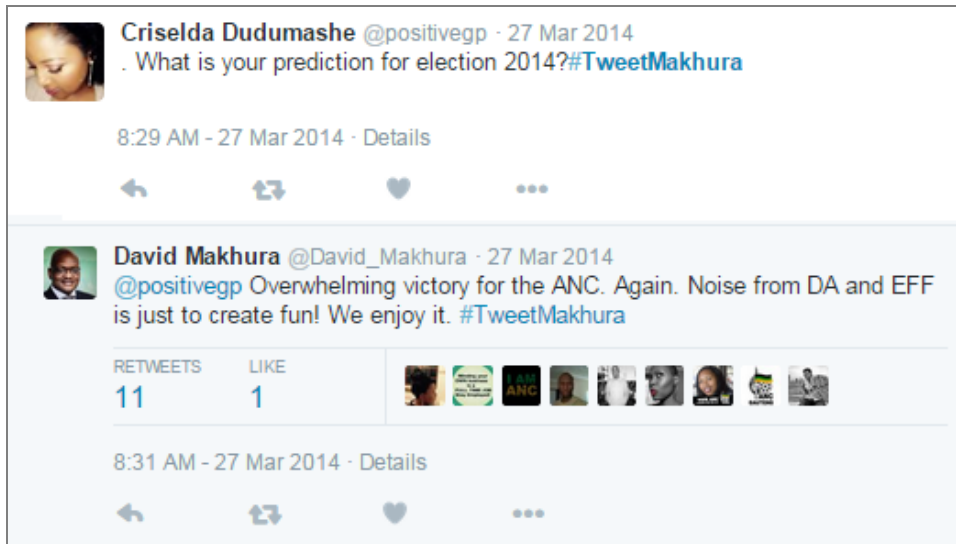 Criselda Dudumashe @positivegp · 27 Mar 2014
. What is your prediction for election 2014?#TweetMakhura
8:29 AM - 27 Mar 2014 · Details
David Makhura @David_Makhura · 27 Mar 2014
@positivegp Overwhelming victory for the ANC. Again. Noise from DA and EFF
is just to create fun! We enjoy it. #TweetMakhura
RETWEETS LIKE
11 1
I AM
ANC
8:31 AM - 27 Mar 2014 · Details